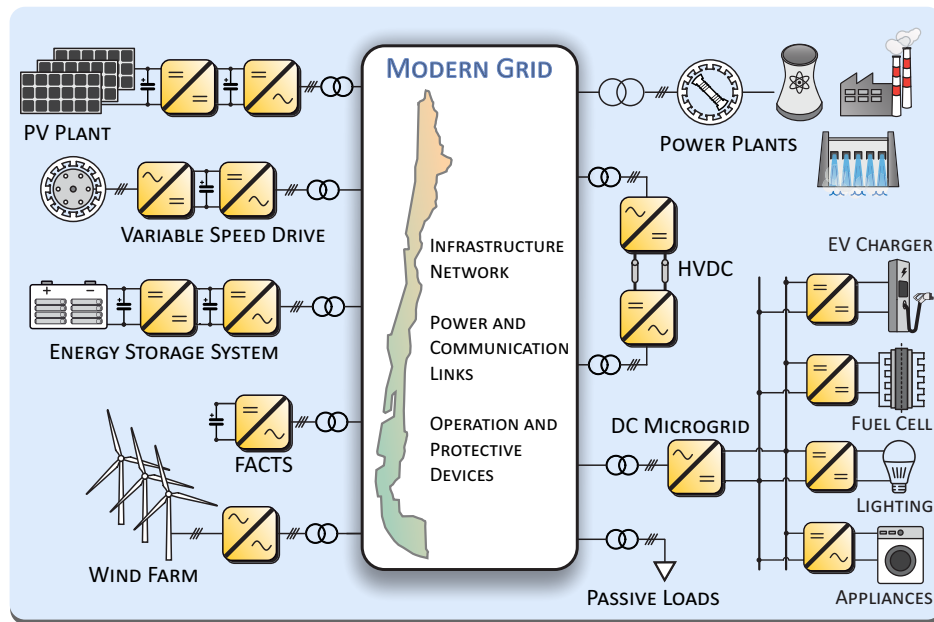 MODERN GRID
PV PLANT
VARIABLE SPEED DRIVE
ENERGY STORAGE SYSTEM
FACTS
WIND FARM
INFRASTRUCTURE
NETWORK
POWER AND
COMMUNICATION
LINKS
OPERATION AND
PROTECTIVE
DEVICES
POWER PLANTS
HVDC
DC MICROGRID
PASSIVE LOADS
EV CHARGER
FUEL CELL
LIGHTING
APPLIANCES